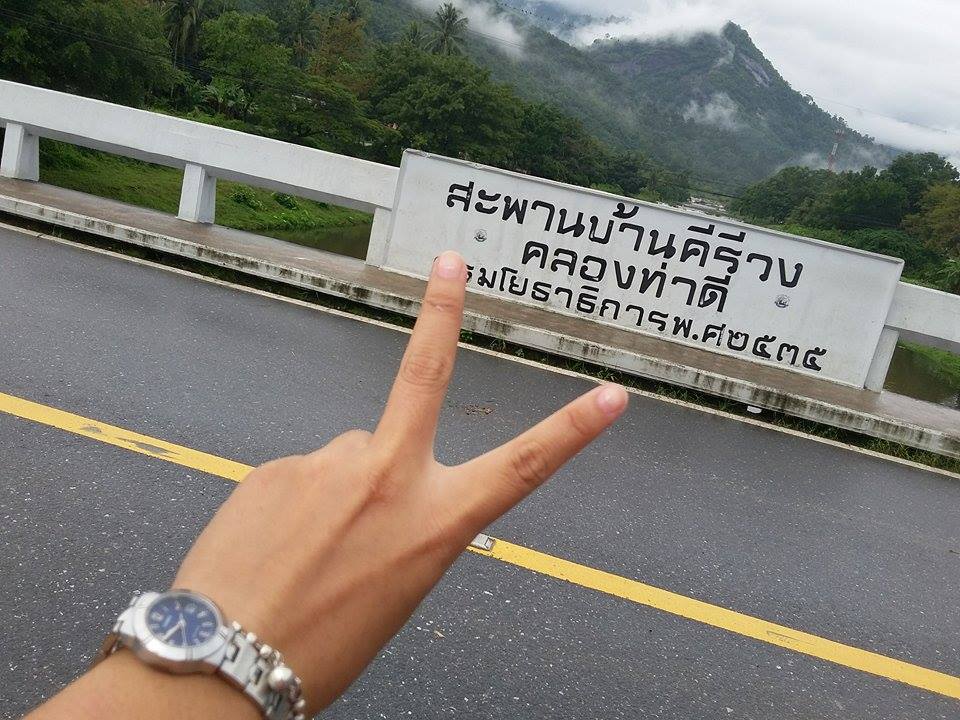 สะพานบ้านคีรีวง
คลองท่าดี
กรมโยธาธิการพ.ศ๒๕๓๕